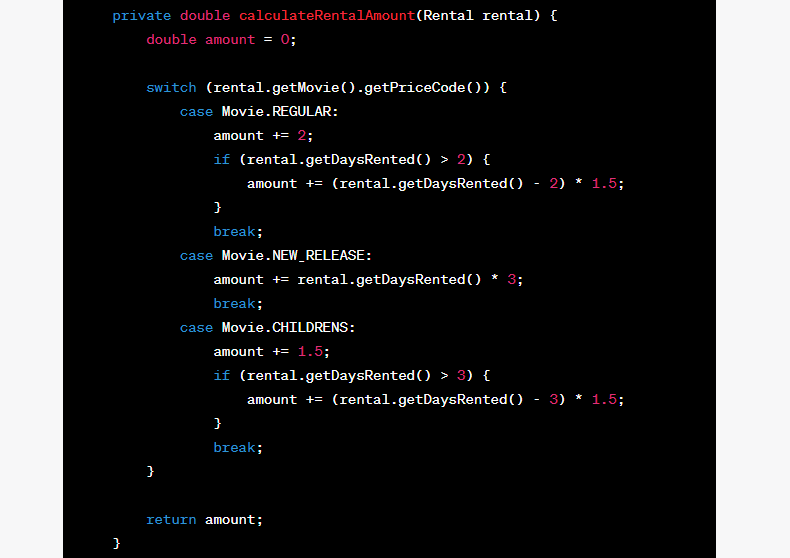 private double calculateRentalAmount(Rental rental) {
double amount = 0;
switch (rental.getMovie().getPriceCode()) {
case Movie.REGULAR:
amount += 2;
if (rental.getDaysRented() > 2) {
amount += (rental.getDaysRented() - 2) * 1.5;
}
break;
case Movie.NEW_RELEASE:
amount += rental.getDaysRented() * 3;
break;
case Movie.CHILDRENS:
amount += 1.5;
if (rental.getDaysRented() > 3) {
amount += (rental.getDaysRented() - 3) * 1.5;
}
break;
}
return amount;
}